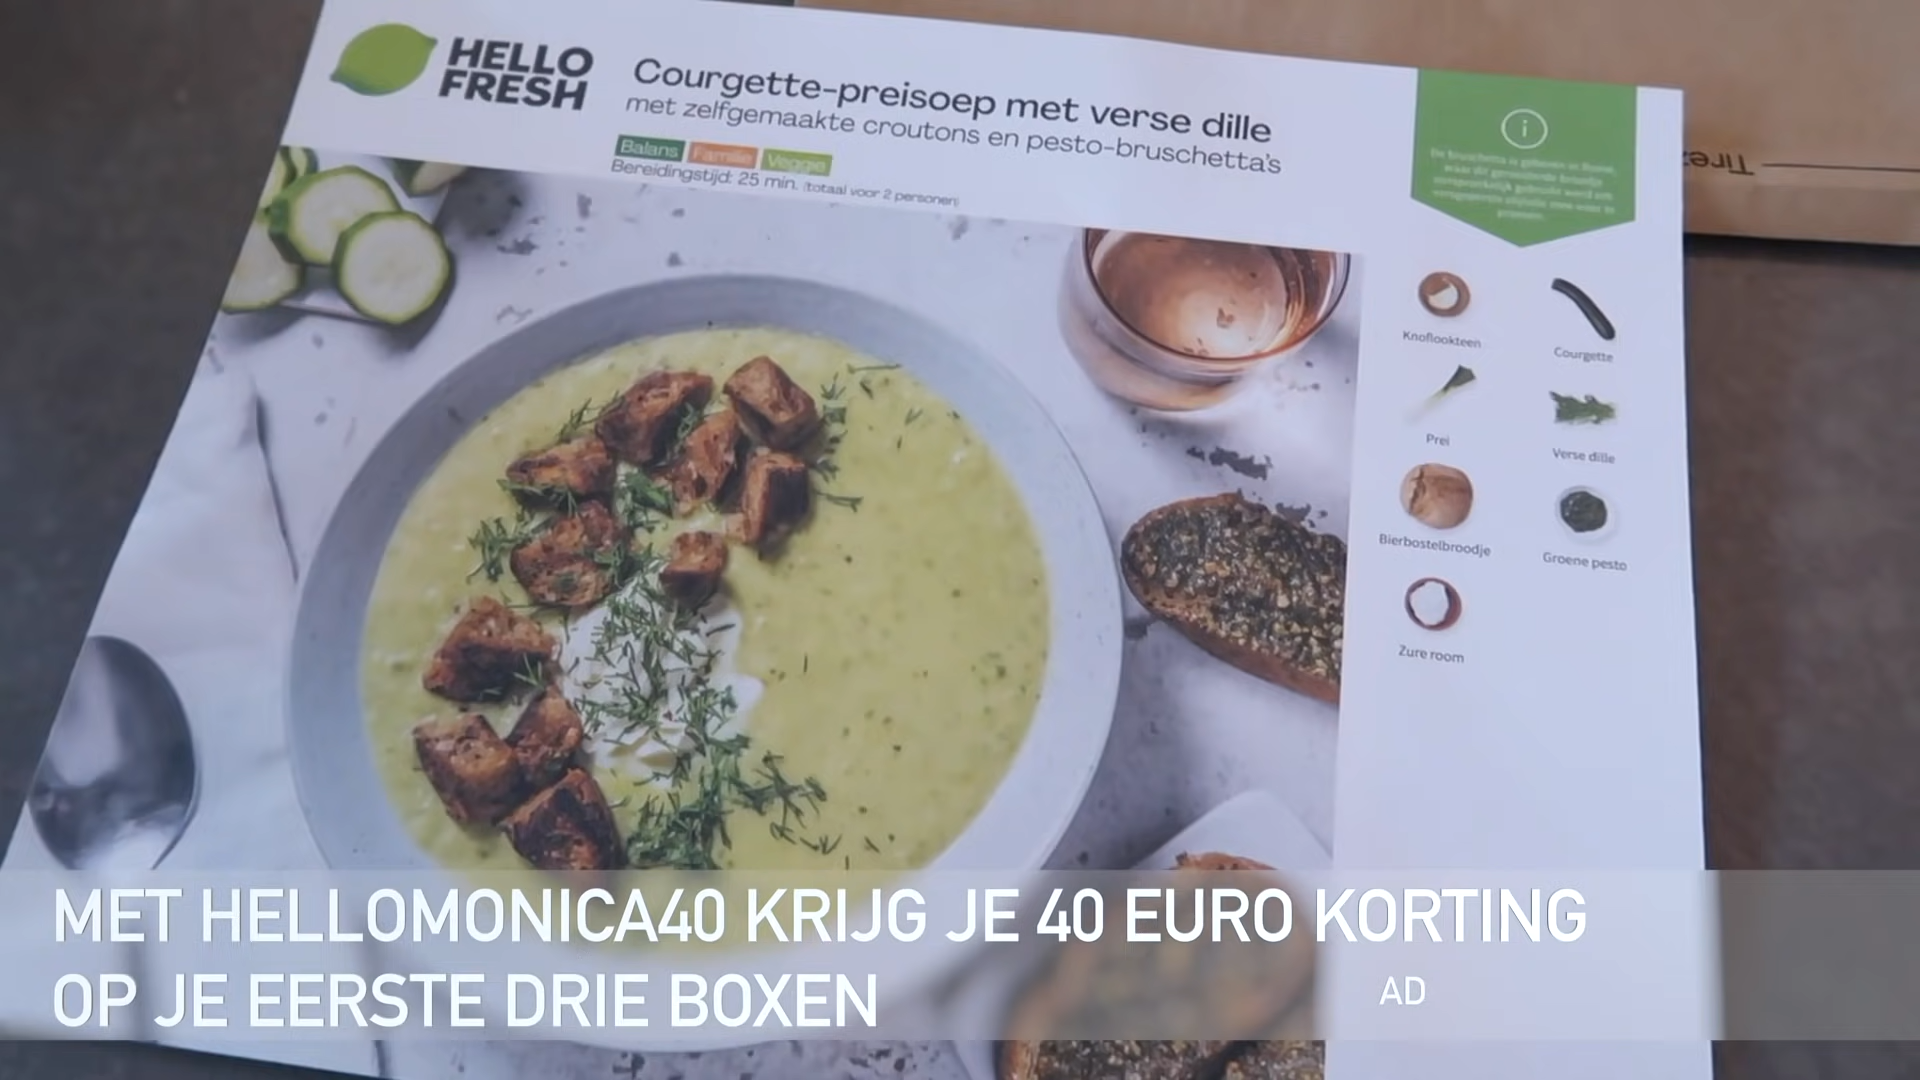 HELLO
FRESH
Courgette-preisoep met verse dille
met zelfgemaakte croutons en pesto-bruschetta's
Balans Familie Veggie
Bereidingstijd: 25 min. (totaal voor 2 personen)
i
Tirez
Knoflookteen
Courgette
Prei
Verse dille
Bierbostelbroodje
Groene pesto
Zure room
MET HELLOMONICA40 KRIJG JE 40 EURO KORTING
OP JE EERSTE DRIE BOXEN
AD